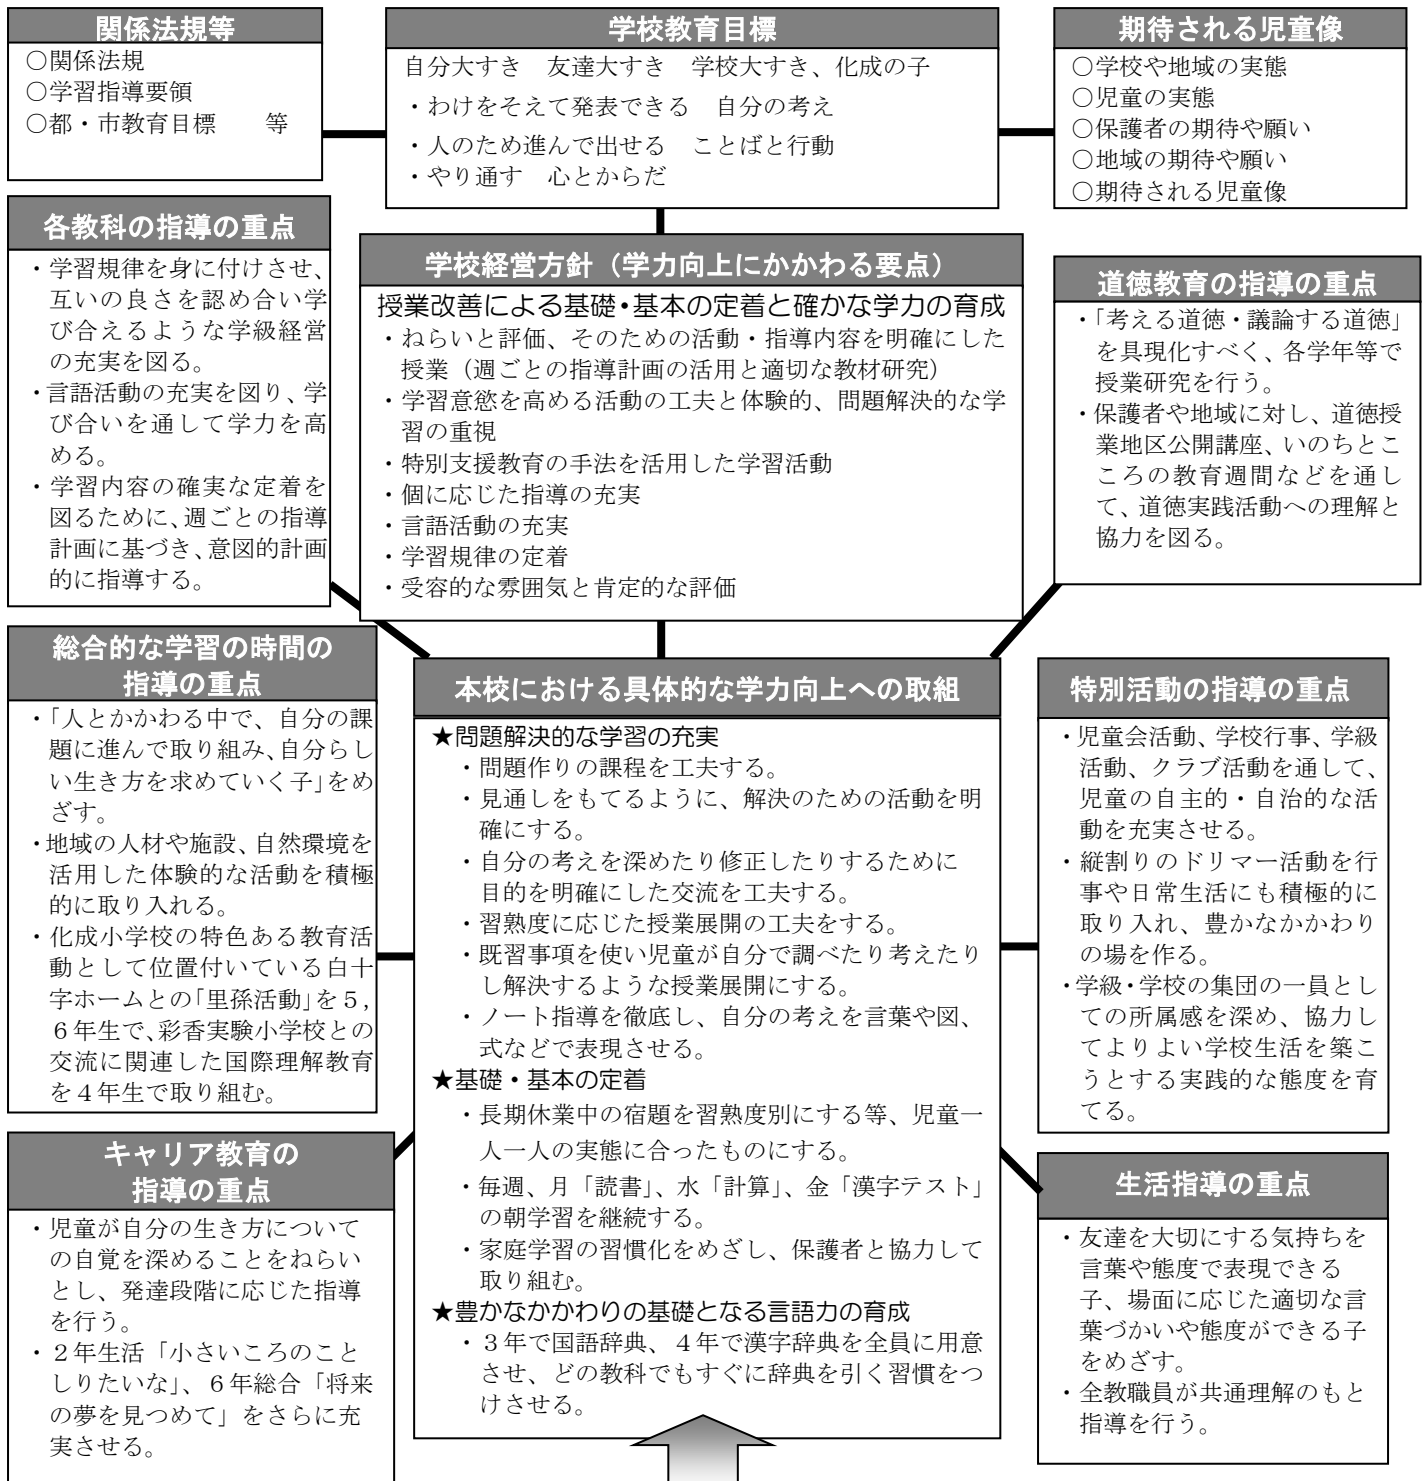 関係法規等
○関係法規
○学習指導要領
○都・市教育目標　　等
学校教育目標
自分大すき　友達大すき　学校大すき、化成の子
・わけをそえて発表できる　自分の考え
・人のため進んで出せる　ことばと行動
・やり通す　心とからだ
期待される児童像
○学校や地域の実態
○児童の実態
○保護者の期待や願い
○地域の期待や願い
○期待される児童像
各教科の指導の重点
・学習規律を身に付けさせ、
互いの良さを認め合い学
び合えるような学級経営
の充実を図る。
・言語活動の充実を図り、学
び合いを通して学力を高
める。
・学習内容の確実な定着を
図るために、週ごとの指導
計画に基づき、意図的計画
的に指導する。
学校経営方針（学力向上にかかわる要点）
授業改善による基礎・基本の定着と確かな学力の育成
・ねらいと評価、そのための活動・指導内容を明確にした
授業（週ごとの指導計画の活用と適切な教材研究）
・学習意欲を高める活動の工夫と体験的、問題解決的な学
習の重視
・特別支援教育の手法を活用した学習活動
・個に応じた指導の充実
・言語活動の充実
・学習規律の定着
・受容的な雰囲気と肯定的な評価
道徳教育の指導の重点
・「考える道徳・議論する道徳」
を具現化すべく、各学年等で
授業研究を行う。
・保護者や地域に対し、道徳授
業地区公開講座、いのちとこ
ころの教育週間などを通し
て、道徳実践活動への理解と
協力を図る。
総合的な学習の時間の
指導の重点
・「人とかかわる中で、自分の課
題に進んで取り組み、自分らし
い生き方を求めていく子」をめ
ざす。
・地域の人材や施設、自然環境を
活用した体験的な活動を積極
的に取り入れる。
・化成小学校の特色ある教育活
動として位置付いている白十
字ホームとの「里孫活動」を５，
６年生で、彩香実験小学校との
交流に関連した国際理解教育
を４年生で取り組む。
本校における具体的な学力向上への取組
★問題解決的な学習の充実
・問題作りの課程を工夫する。
・見通しをもてるように、解決のための活動を明
確にする。
・自分の考えを深めたり修正したりするために
目的を明確にした交流を工夫する。
・習熟度に応じた授業展開の工夫をする。
・既習事項を使い児童が自分で調べたり考えたり
し解決するような授業展開にする。
・ノート指導を徹底し、自分の考えを言葉や図、
式などで表現させる。
★基礎・基本の定着
・長期休業中の宿題を習熟度別にする等、児童一
人一人の実態に合ったものにする。
・毎週、月「読書」、水「計算」、金「漢字テスト」
の朝学習を継続する。
・家庭学習の習慣化をめざし、保護者と協力して
取り組む。
★豊かなかかわりの基礎となる言語力の育成
・３年で国語辞典、４年で漢字辞典を全員に用意
させ、どの教科でもすぐに辞典を引く習慣をつ
けさせる。
特別活動の指導の重点
・児童会活動、学校行事、学級
活動、クラブ活動を通して、
児童の自主的・自治的な活
動を充実させる。
・縦割りのドリマー活動を行
事や日常生活にも積極的に
取り入れ、豊かなかかわり
の場を作る。
・学級・学校の集団の一員とし
ての所属感を深め、協力し
てよりよい学校生活を築こ
うとする実践的な態度を育
てる。
キャリア教育の
指導の重点
・児童が自分の生き方について
の自覚を深めることをねらい
とし、発達段階に応じた指導
を行う。
・２年生活「小さいころのこと
しりたいな」、６年総合「将来
の夢を見つめて」をさらに充
実させる。
生活指導の重点
・友達を大切にする気持ちを
言葉や態度で表現できる
子、場面に応じた適切な言
葉づかいや態度ができる子
をめざす。
・全教職員が共通理解のもと
指導を行う。